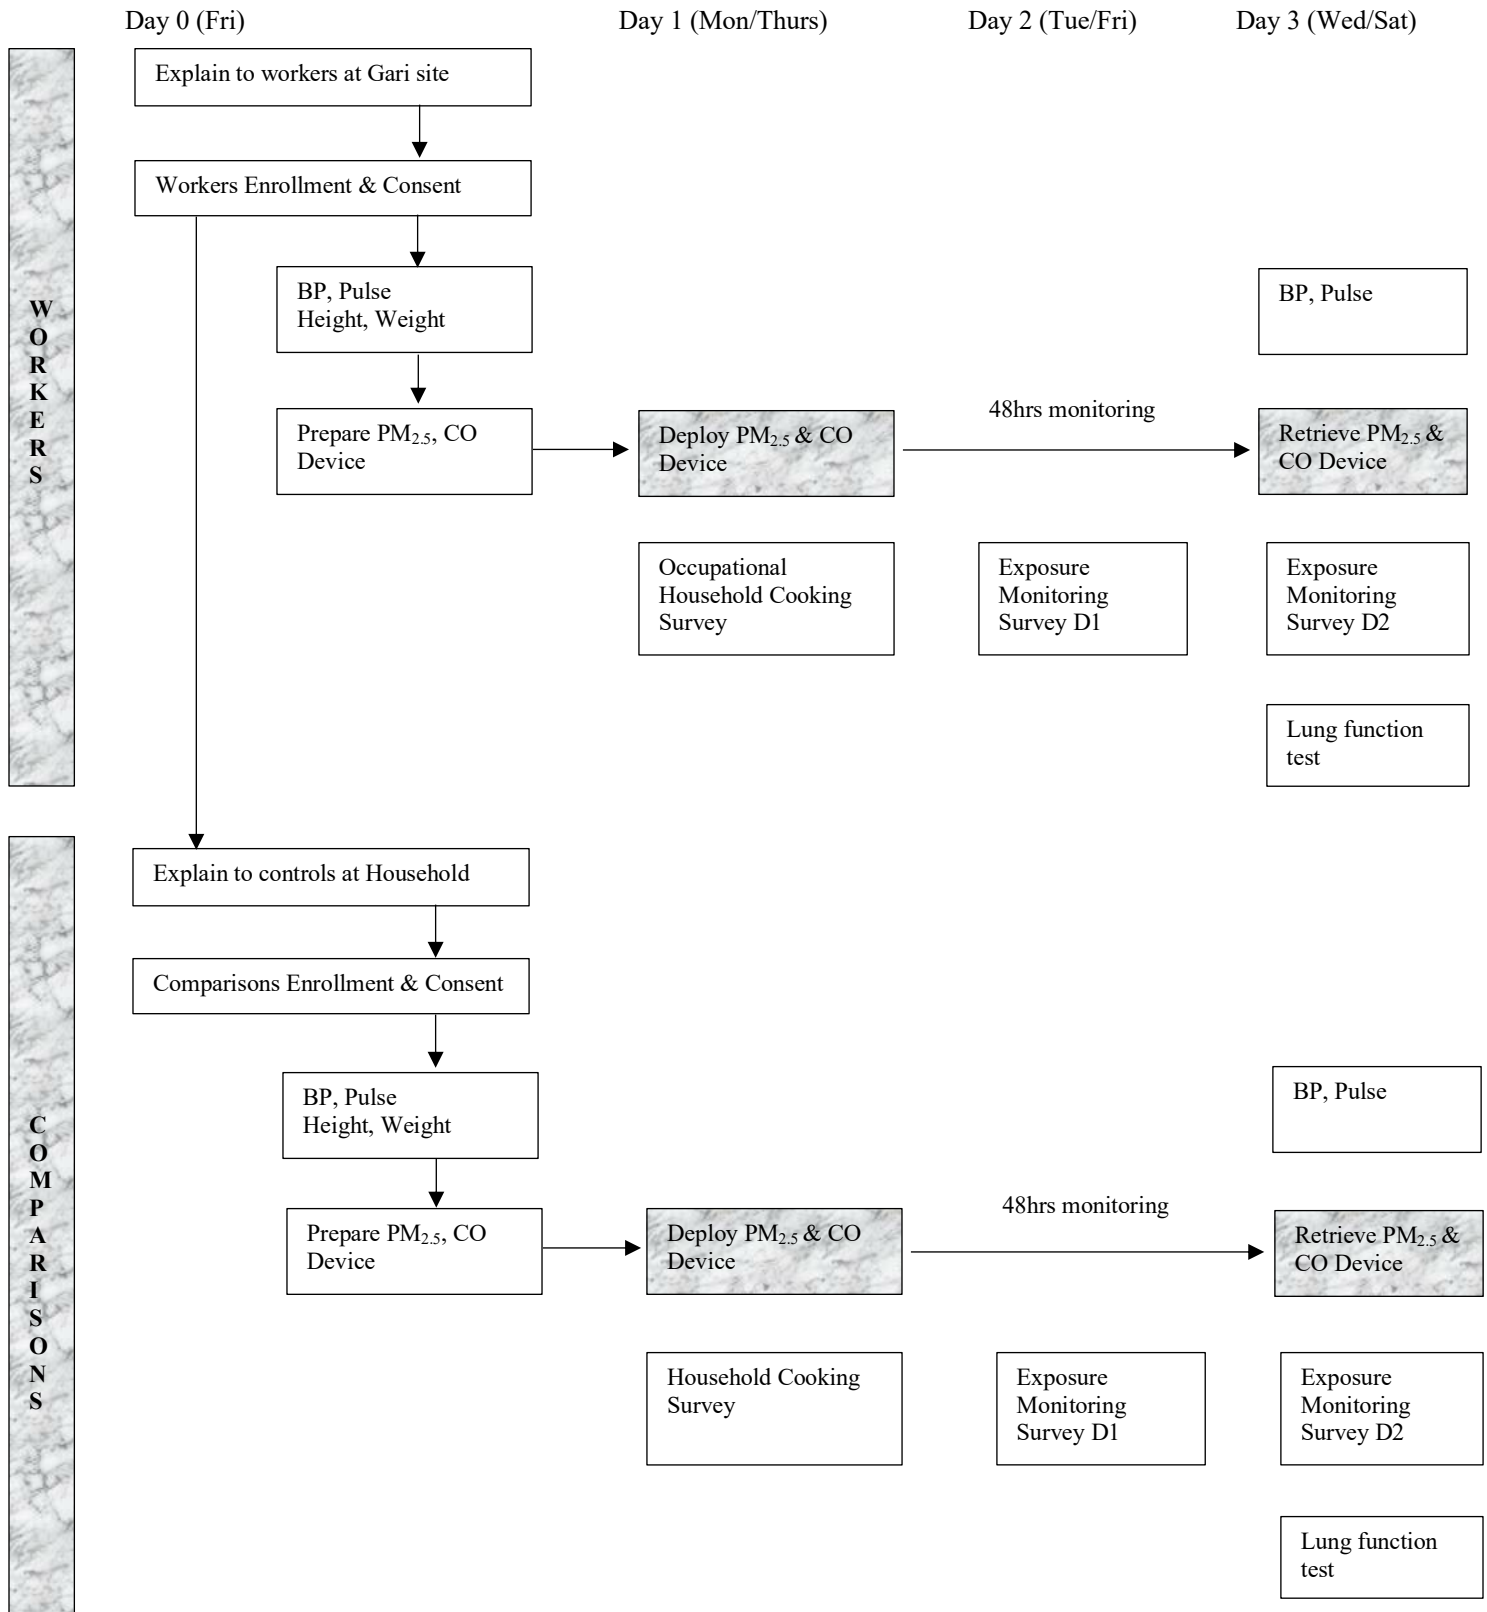 Day 0 (Fri)
Day 1 (Mon/Thurs)
Day 2 (Tue/Fri)
Day 3 (Wed/Sat)
WORKERS
Explain to workers at Gari site
Workers Enrollment & Consent
BP, Pulse
Height, Weight
BP, Pulse
Prepare PM2.5, CO
Device
Deploy PM2.5 & CO
Device
48hrs monitoring
Retrieve PM2.5 &
CO Device
Occupational
Household Cooking
Survey
Exposure
Monitoring
Survey D1
Exposure
Monitoring
Survey D2
Lung function
test
COMPARISONS
Explain to controls at Household
Comparisons Enrollment & Consent
BP, Pulse
Height, Weight
BP, Pulse
Prepare PM2.5, CO
Device
Deploy PM2.5 & CO
Device
48hrs monitoring
Retrieve PM2.5 &
CO Device
Household Cooking
Survey
Exposure
Monitoring
Survey D1
Exposure
Monitoring
Survey D2
Lung function
test